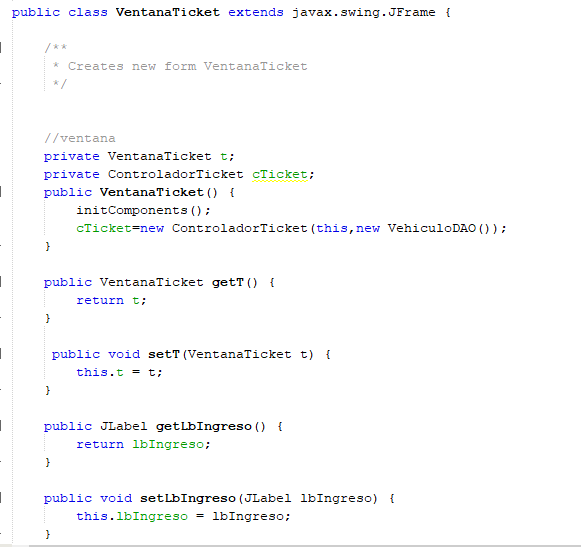 public class VentanaTicket extends javax.swing.JFrame {
/**
* Creates new form VentanaTicket
*/
//ventana
private VentanaTicket t;
private ControladorTicket cTicket;
public VentanaTicket() {
initComponents();
cTicket=new ControladorTicket(this,new VehiculoDAO());
}
public VentanaTicket getT() {
return t;
}
public void setT(VentanaTicket t) {
this.t = t;
}
public JLabel getLbIngreso() {
return lbIngreso;
}
public void setLbIngreso(JLabel lbIngreso) {
this.lbIngreso = lbIngreso;
}